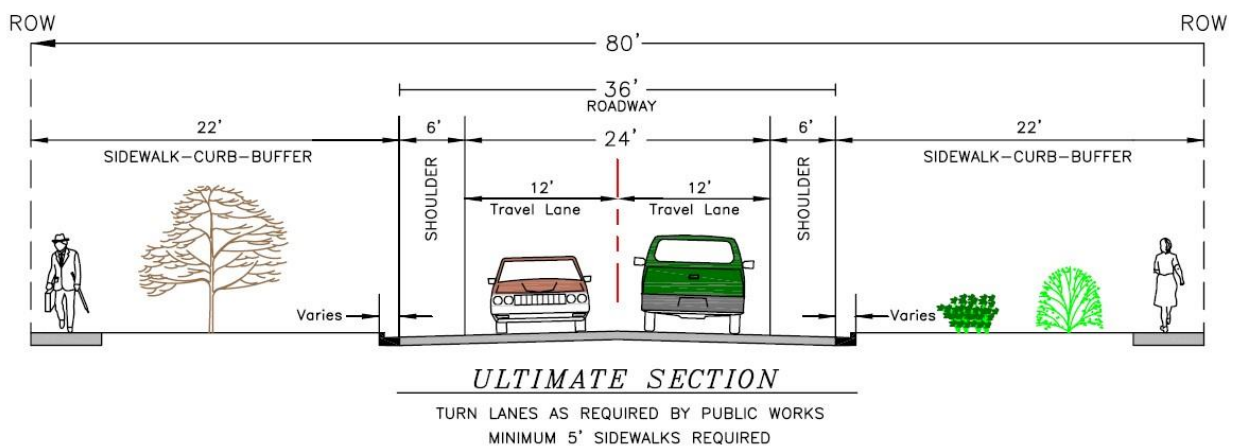 ROW
ROW
80'
36'
ROADWAY
22'
6'
24'
6'
22'
SIDEWALK-CURB-BUFFER
SIDEWALK-CURB-BUFFER
SHOULDER
12'
12'
SHOULDER
Travel Lane
Travel Lane
Varies
Varies
ULTIMATE SECTION
TURN LANES AS REQUIRED BY PUBLIC WORKS
MINIMUM 5' SIDEWALKS REQUIRED